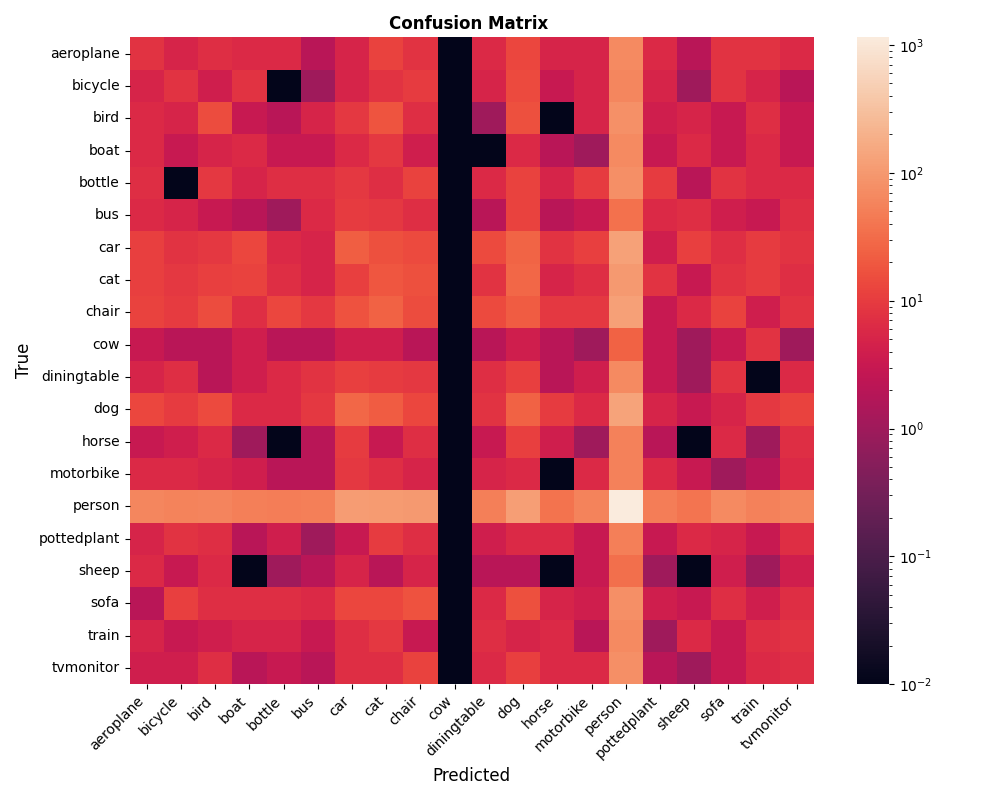 Confusion Matrix
True
aeroplane
bicycle
bird
boat
bottle
bus
car
cat
chair
cow
diningtable
dog
horse
motorbike
person
pottedplant
sheep
sofa
train
tvmonitor
aeroplane
bicycle
bird
boat
bottle
bus
car
cat
chair
cow
diningtable
dog
horse
motorbike
person
pottedplant
sheep
sofa
train
tvmonitor
Predicted
10³
10²
10¹
10⁰
10⁻¹
10⁻²